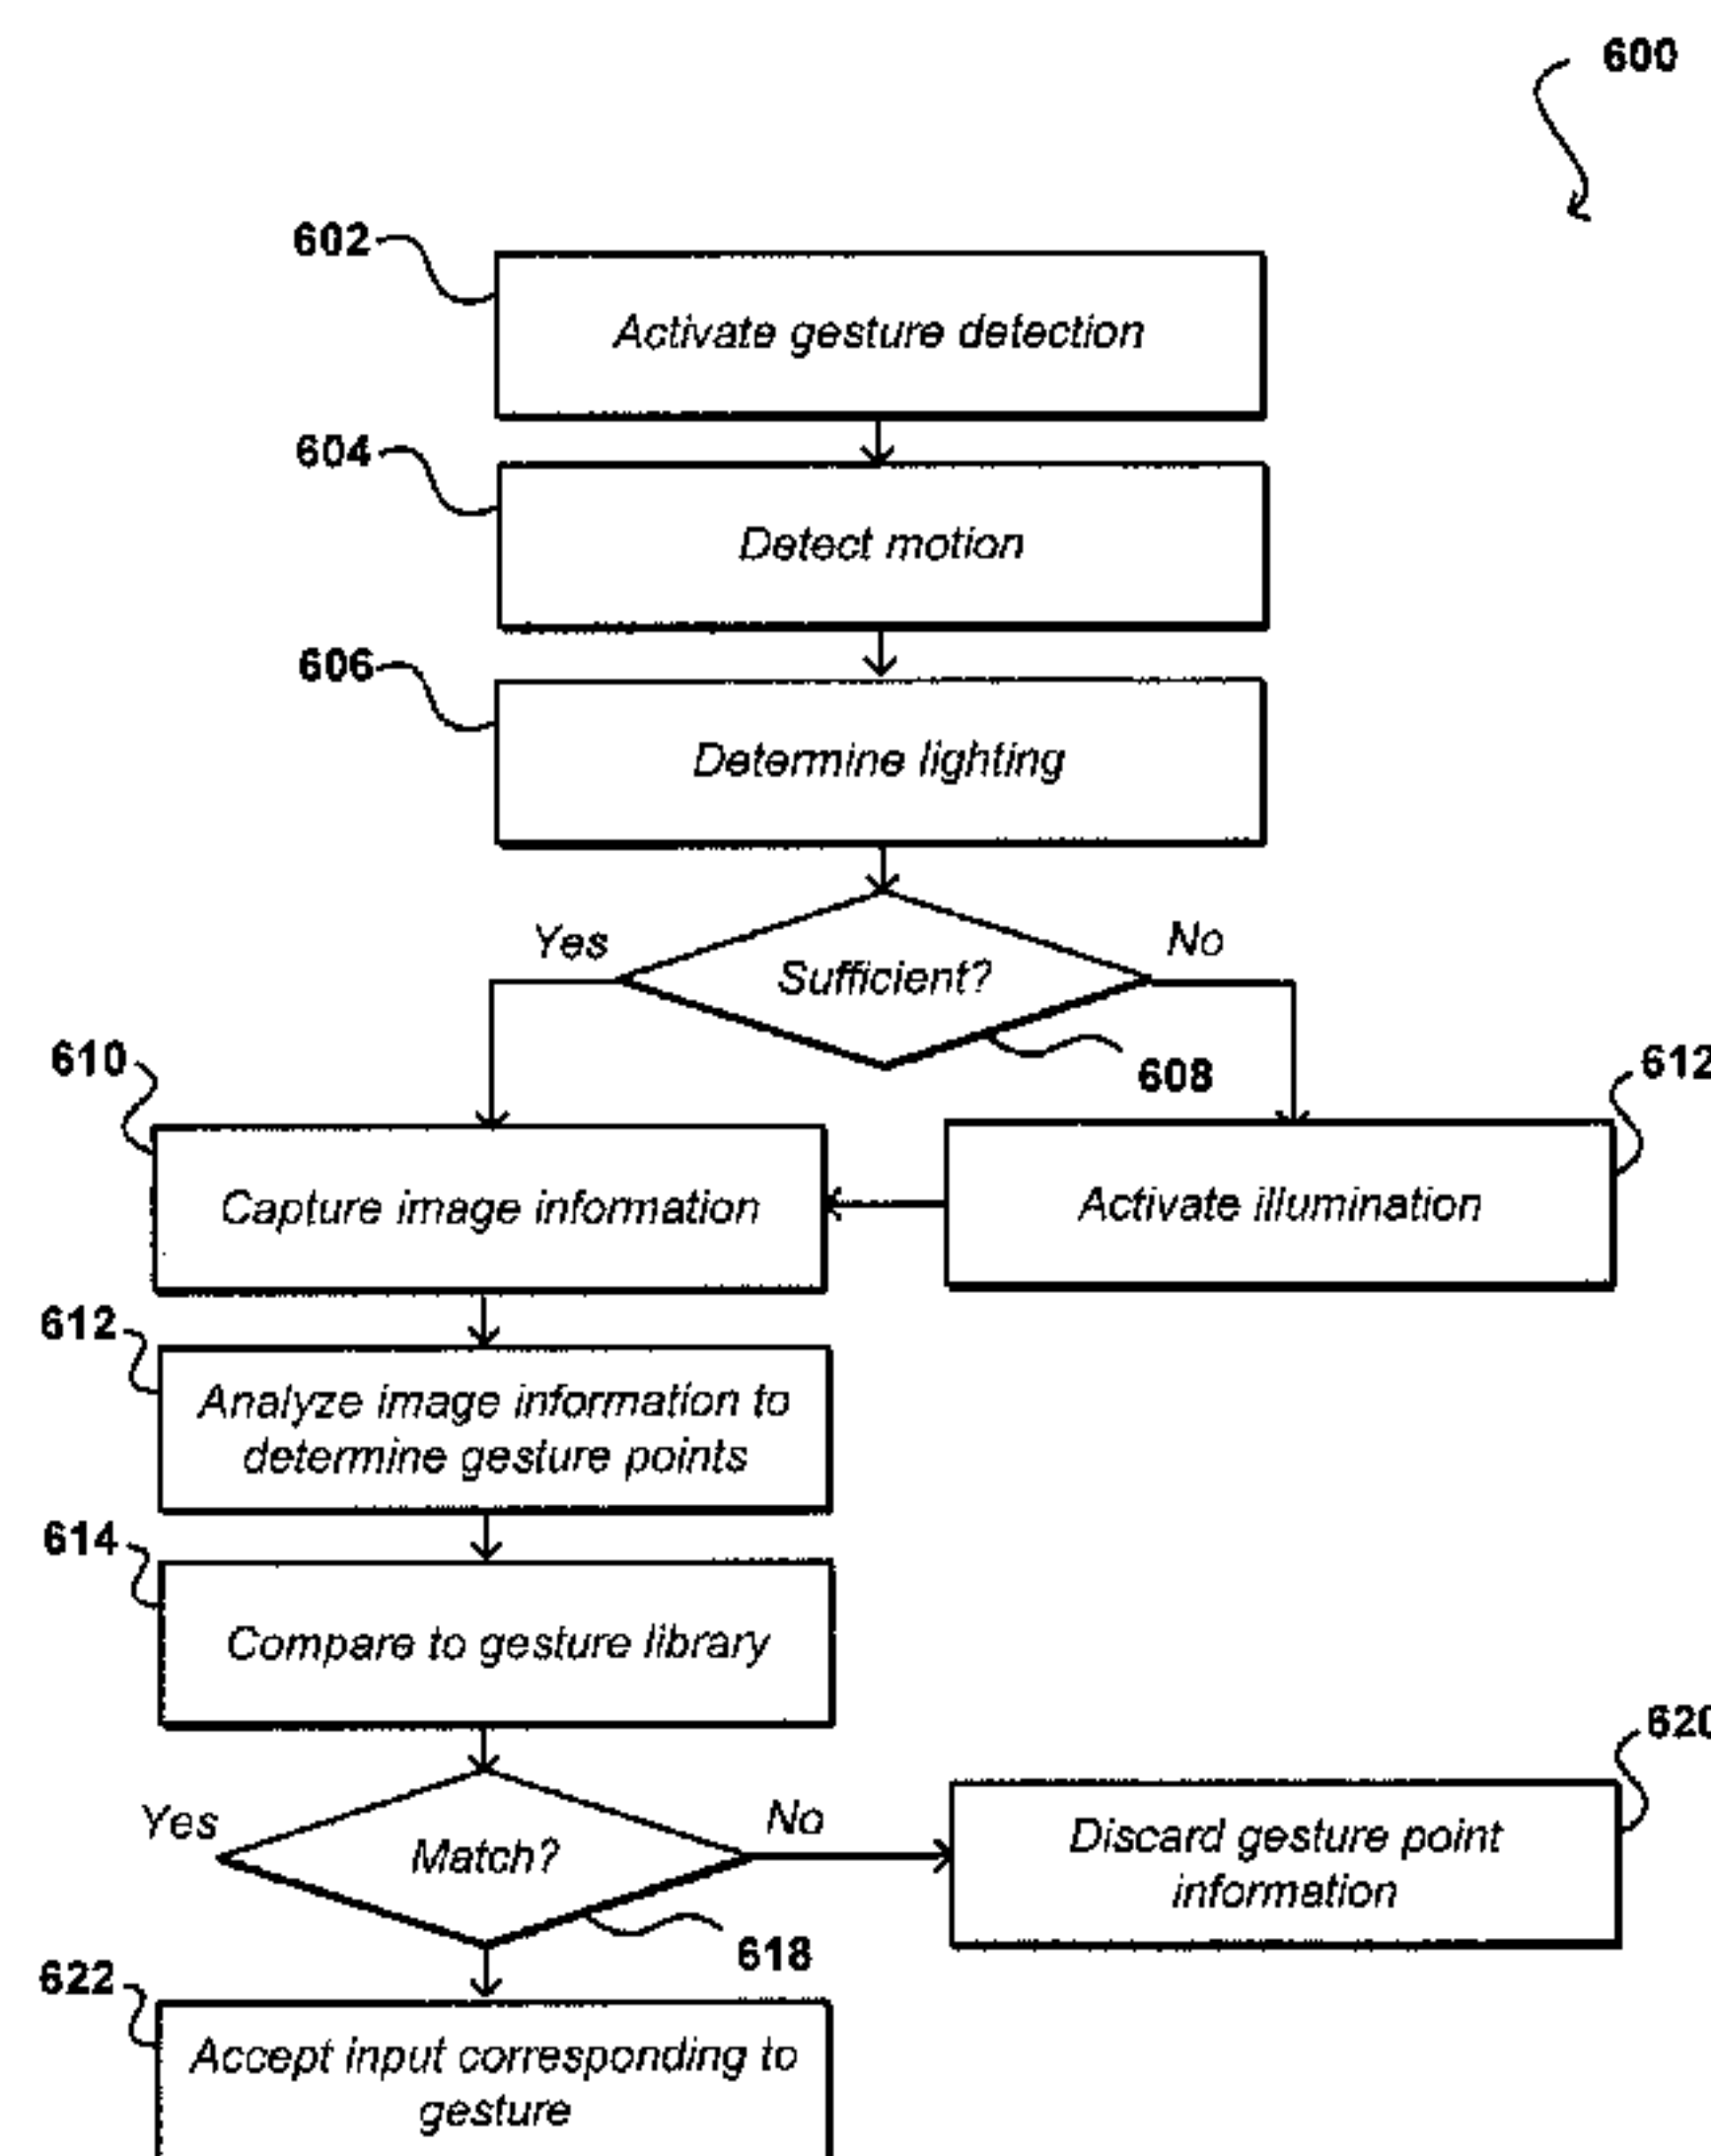 600
602
Activate gesture detection
604
Detect motion
606
Determine lighting
Yes
No
Sufficient?
608
610
612
Capture image information
Activate illumination
612
Analyze image information to
determine gesture points
614
Compare to gesture library
620
Yes
No
Match?
Discard gesture point
information
618
622
Accept input corresponding to
gesture